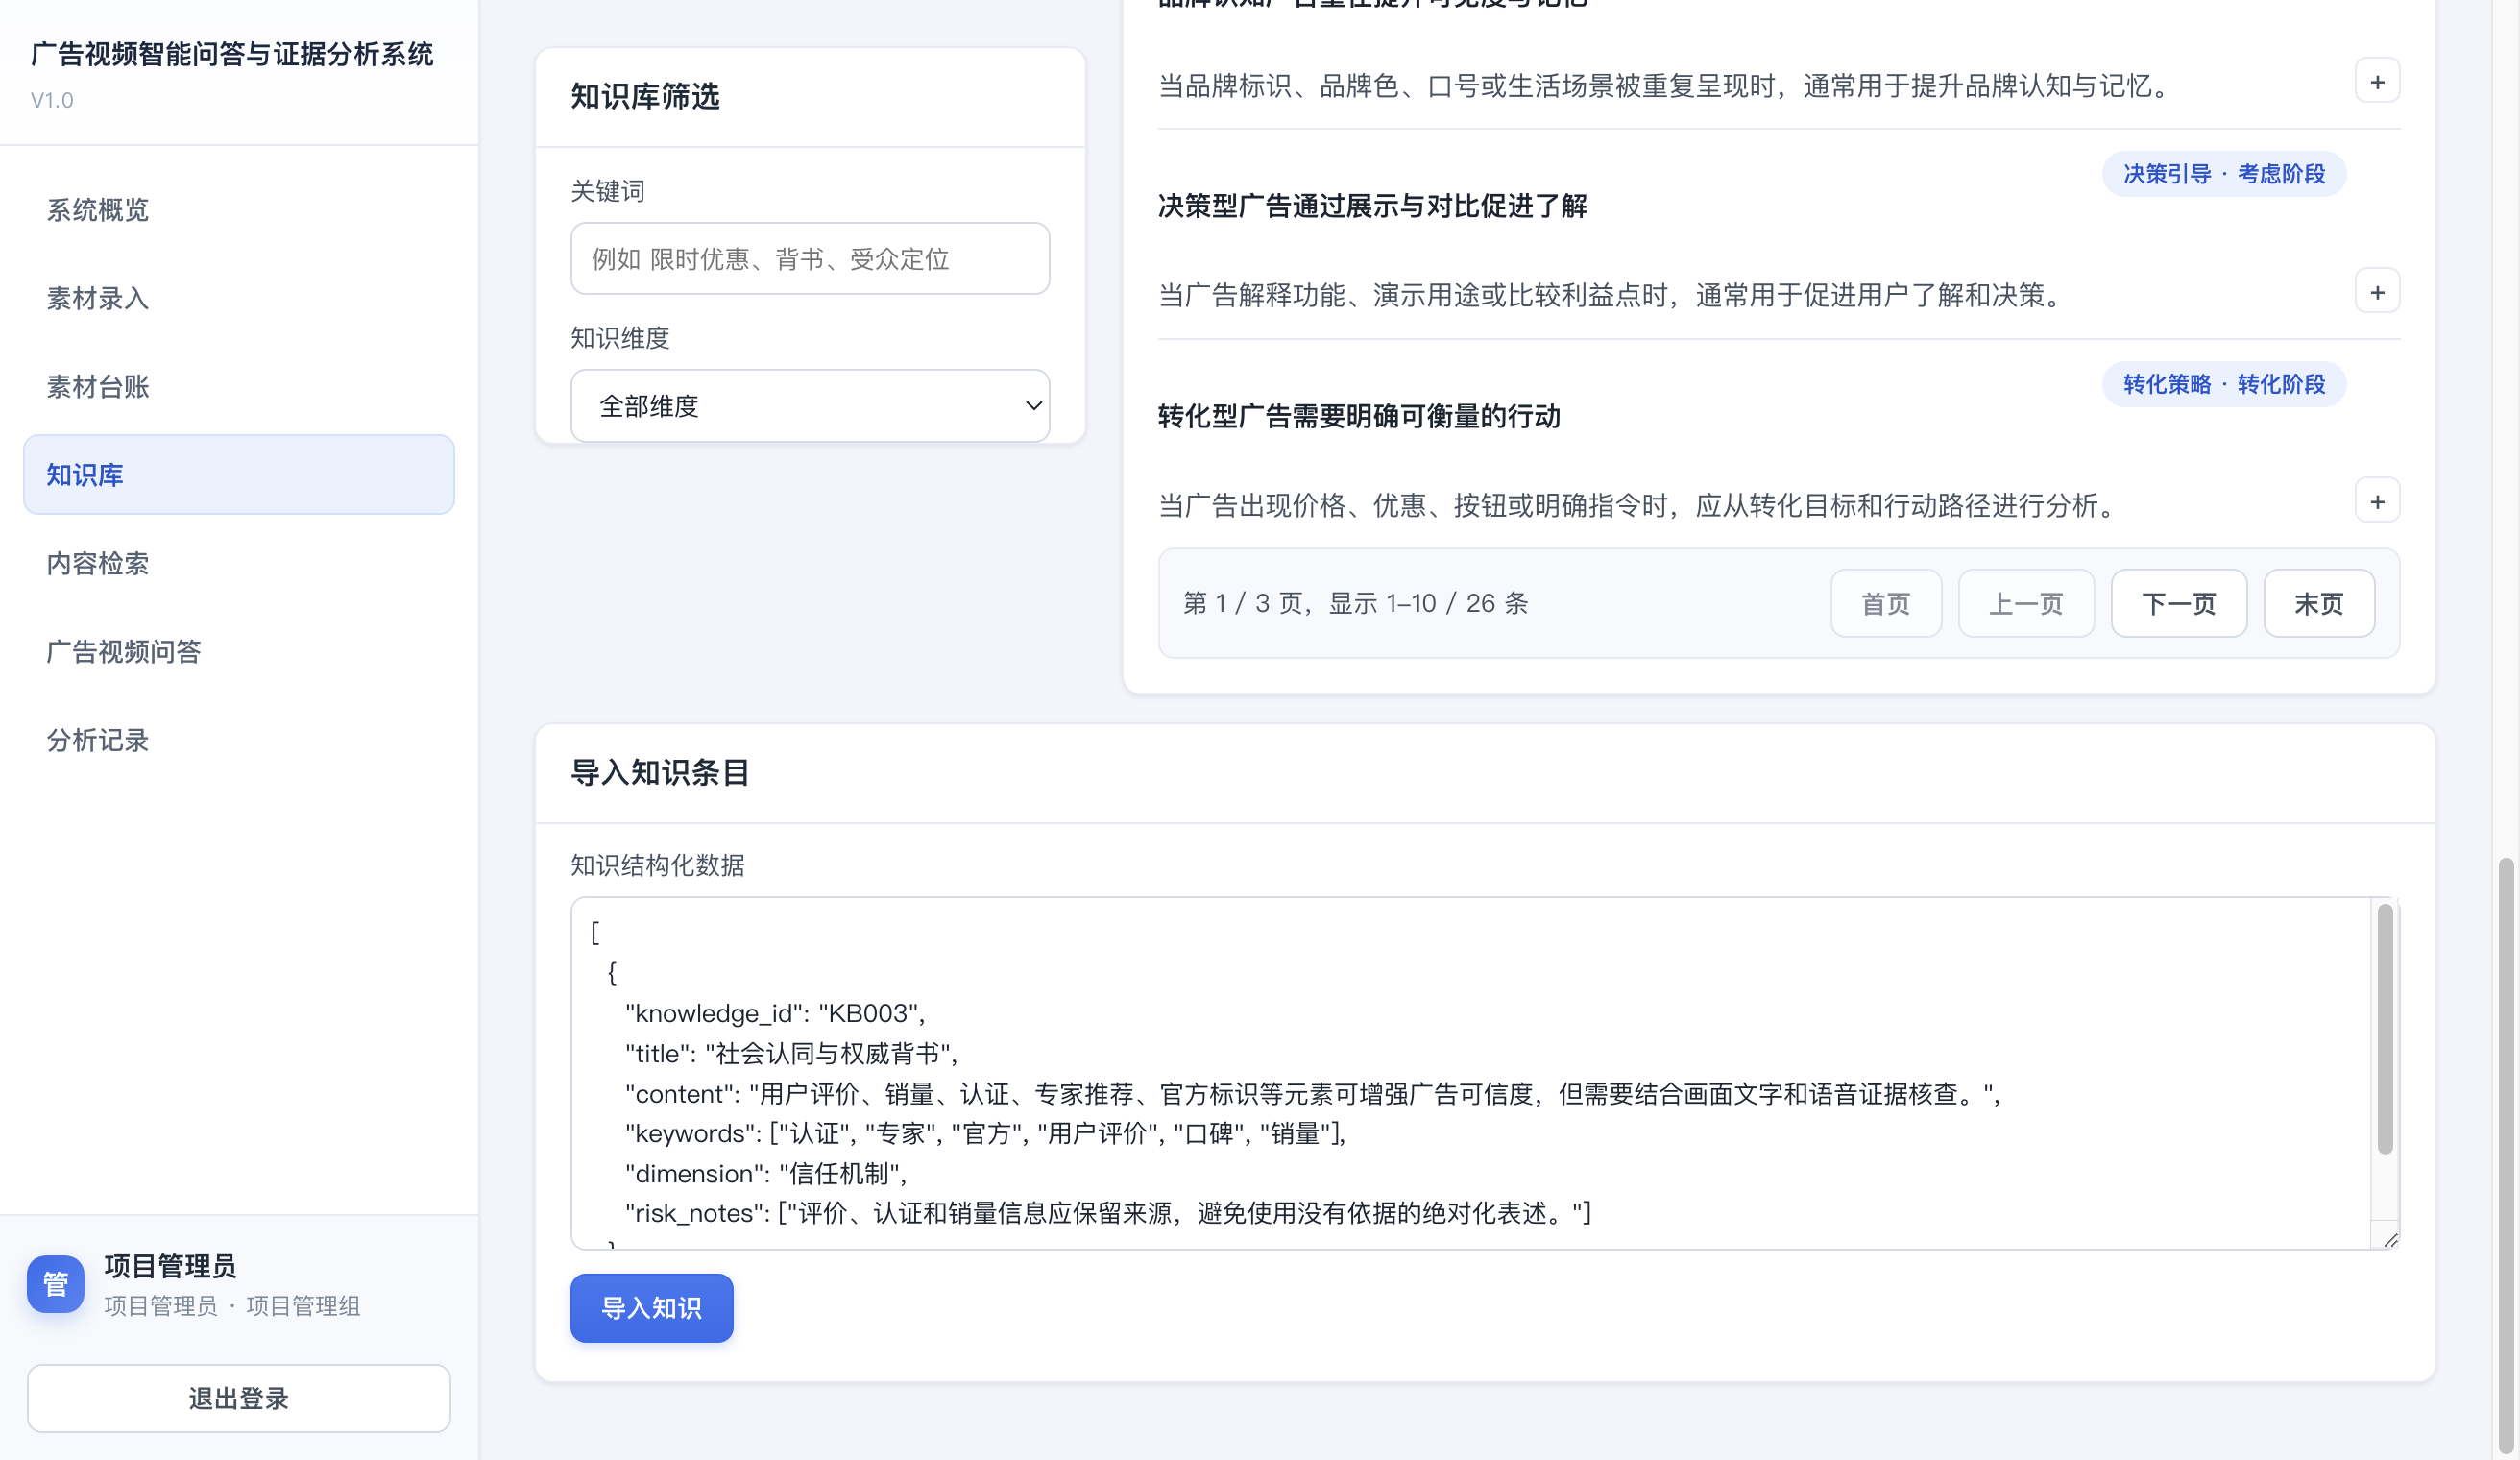 广告视频智能问答与证据分析系统
V1.0
系统概览
素材录入
素材台账
知识库
内容检索
广告视频问答
分析记录
管
项目管理员
项目管理员 · 项目管理组
退出登录
知识库筛选
关键词
例如 限时优惠、背书、受众定位
知识维度
全部维度
品牌认知广告重在提升可见度与记忆
当品牌标识、品牌色、口号或生活场景被重复呈现时，通常用于提升品牌认知与记忆。
+
决策引导 · 考虑阶段
决策型广告通过展示与对比促进了解
当广告解释功能、演示用途或比较利益点时，通常用于促进用户了解和决策。
+
转化策略 · 转化阶段
转化型广告需要明确可衡量的行动
当广告出现价格、优惠、按钮或明确指令时，应从转化目标和行动路径进行分析。
+
第 1 / 3 页，显示 1–10 / 26 条
首页
上一页
下一页
末页
导入知识条目
知识结构化数据
[
{
"knowledge_id": "KB003",
"title": "社会认同与权威背书",
"content": "用户评价、销量、认证、专家推荐、官方标识等元素可增强广告可信度，但需要结合画面文字和语音证据核查。",
"keywords": ["认证", "专家", "官方", "用户评价", "口碑", "销量"],
"dimension": "信任机制",
"risk_notes": ["评价、认证和销量信息应保留来源，避免使用没有依据的绝对化表述。"]
}
导入知识